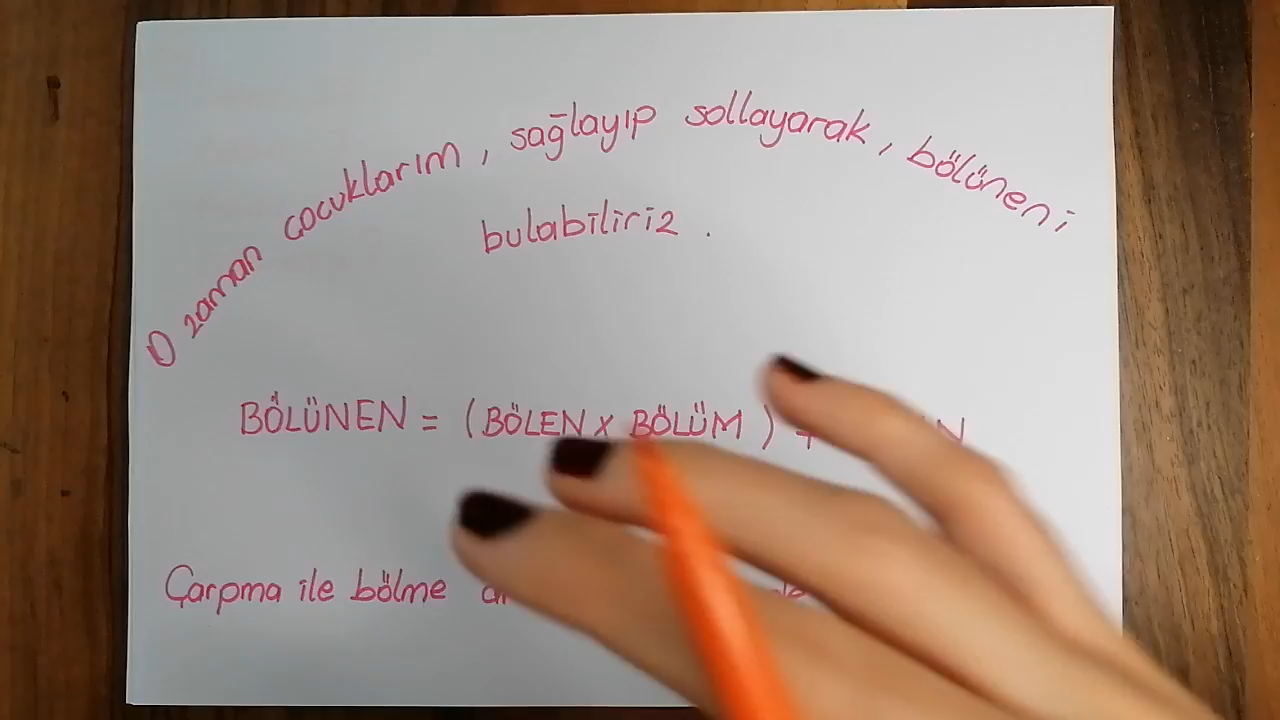 O zaman çocuklarım, sağlayıp sollayarak, bölüneni
bulabiliriz.
BÖLÜNEN = (BÖLEN x BÖLÜM) +
Çarpma ile bölme